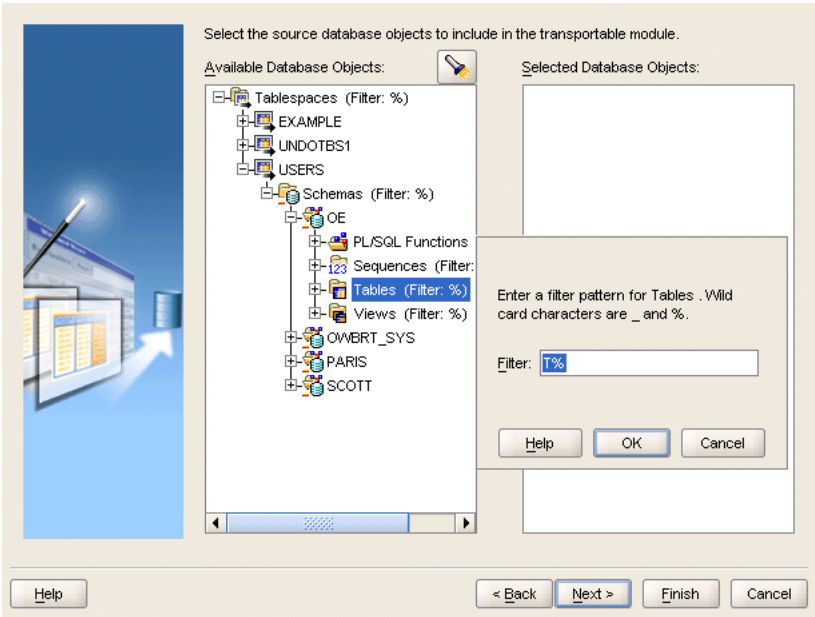 Select the source database objects to include in the transportable module.
Available Database Objects:
Selected Database Objects:
Tablespaces (Filter: %)
EXAMPLE
UNDOTBS1
USERS
Schemas (Filter: %)
OE
PL/SQL Functions
Sequences (Filter:
123
Tables (Filter: %)
Views (Filter: %)
OWBRT_SYS
PARIS
SCOTT
Enter a filter pattern for Tables . Wild
card characters are _ and %.
Filter: T%
Help OK Cancel
Help < Back Next > Finish Cancel